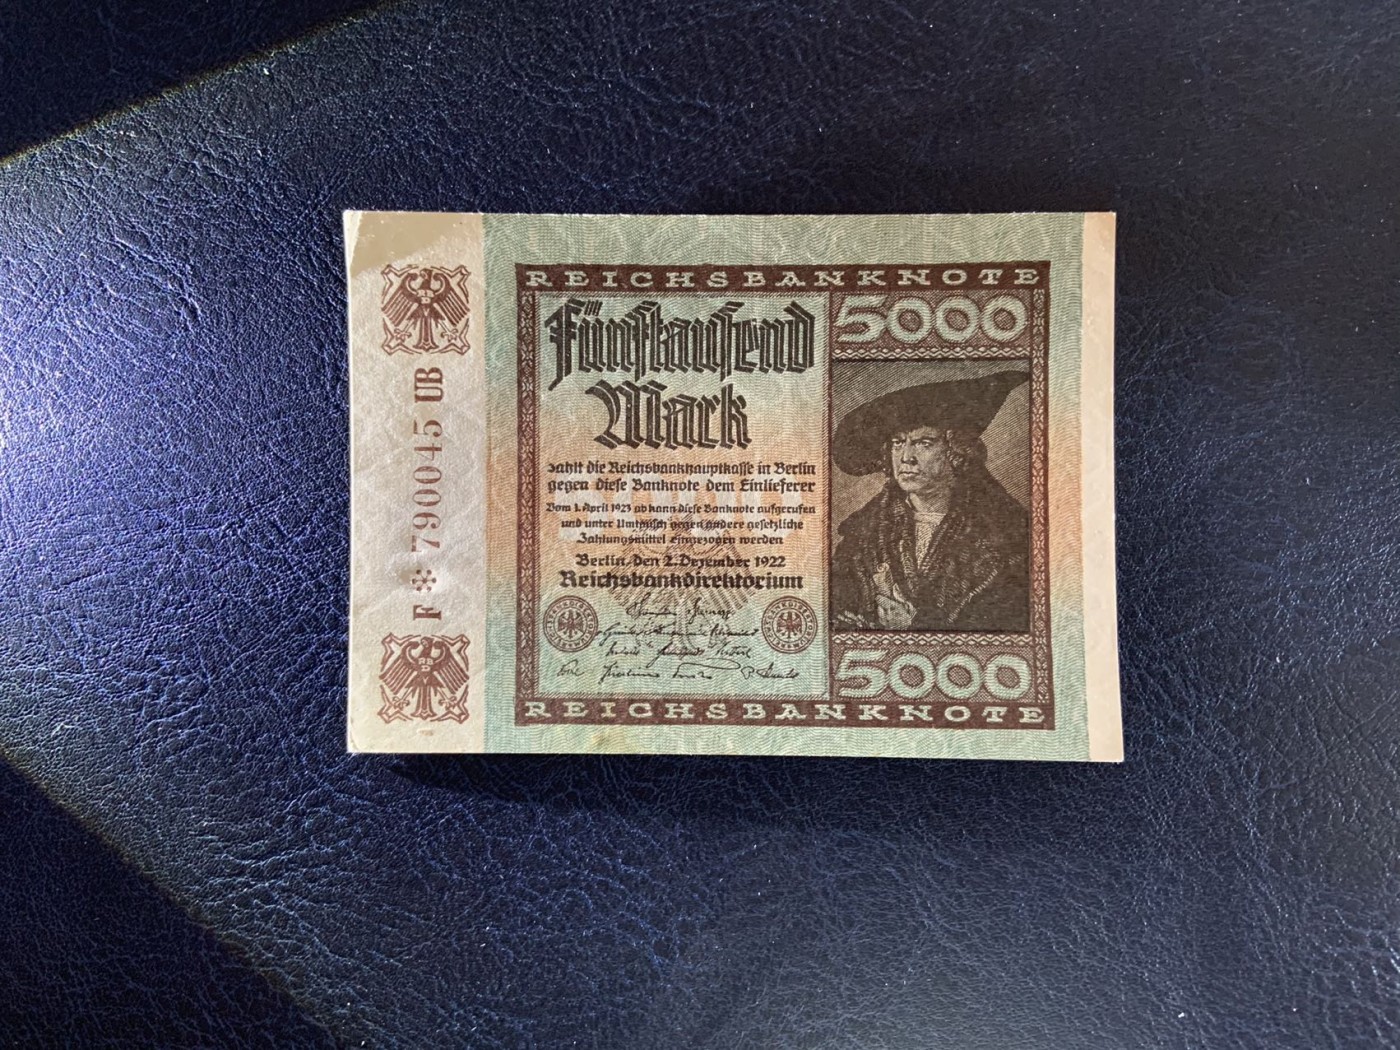 REICHSBANKNOTE
Fünftausend
Mark
zahlt die Reichsbankhauptkasse in Berlin
gegen diese Banknote dem Einlieferer
Vom 1. April 1923 ab kann diese Banknote aufgerufen
und unter Umtausch gegen andere gesetzliche
Zahlungsmittel eingezogen werden
Berlin, den 2. Dezember 1922
Reichsbankdirektorium
5000
5000
REICHSBANKNOTE
F * 790045 UB